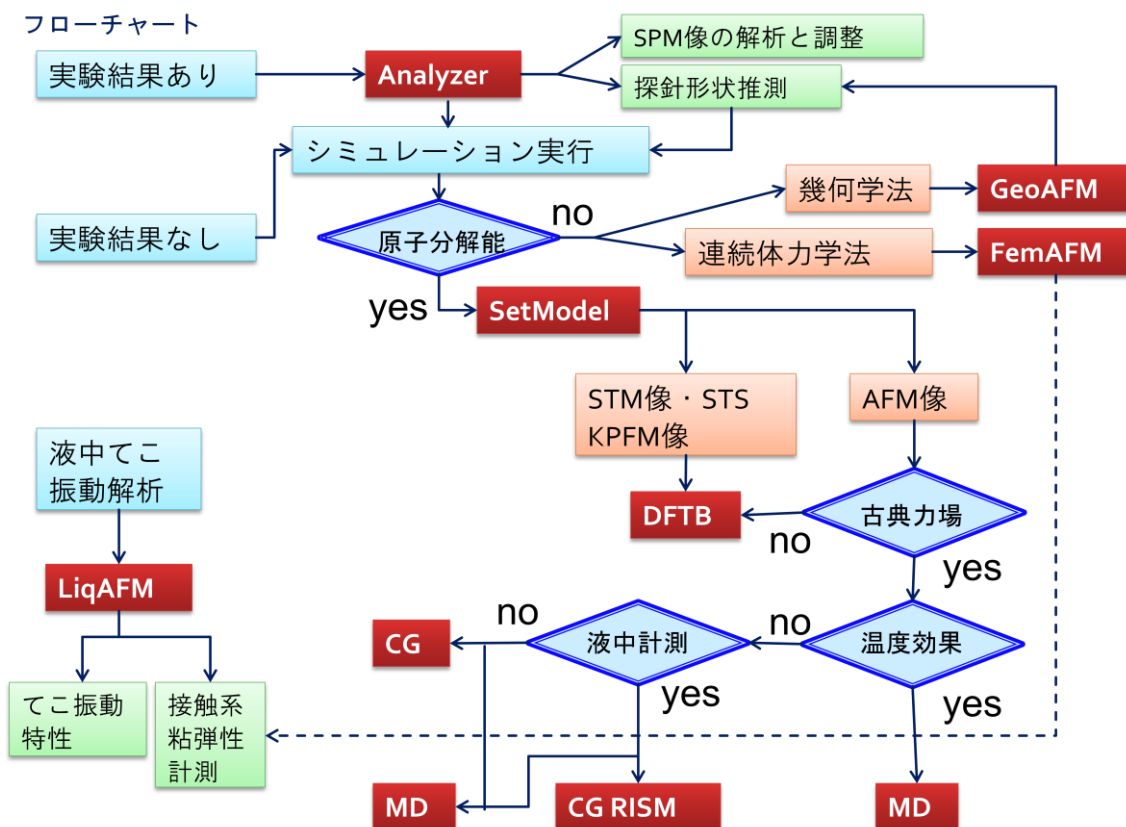 フローチャート
実験結果あり
Analyzer
SPM像の解析と調整
探針形状推測
シミュレーション実行
実験結果なし
原子分解能
no
幾何学法
GeoAFM
連続体力学法
FemAFM
yes
SetModel
STM像・STS
KPFM像
AFM像
液中てこ
振動解析
DFTB
no
古典力場
yes
LiqAFM
CG
no
液中計測
no
温度効果
yes
yes
てこ振動
特性
接触系
粘弾性
計測
MD
CG RISM
MD